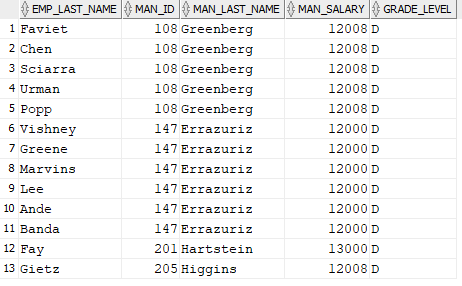 EMP_LAST_NAME MAN_ID MAN_LAST_NAME MAN_SALARY GRADE_LEVEL
1 Faviet 108 Greenberg 12008 D
2 Chen 108 Greenberg 12008 D
3 Sciarra 108 Greenberg 12008 D
4 Urman 108 Greenberg 12008 D
5 Popp 108 Greenberg 12008 D
6 Vishney 147 Errazuriz 12000 D
7 Greene 147 Errazuriz 12000 D
8 Marvins 147 Errazuriz 12000 D
9 Lee 147 Errazuriz 12000 D
10 Ande 147 Errazuriz 12000 D
11 Banda 147 Errazuriz 12000 D
12 Fay 201 Hartstein 13000 D
13 Gietz 205 Higgins 12008 D